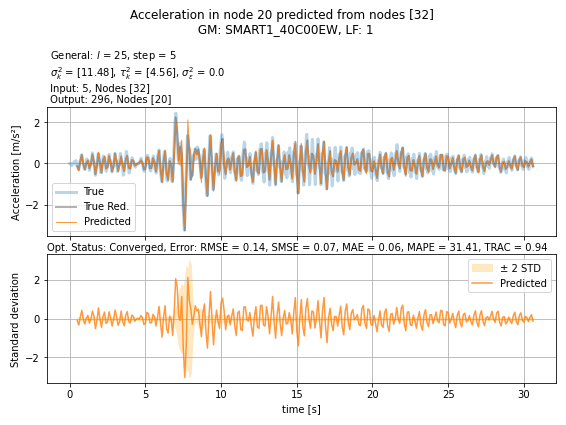 Acceleration in node 20 predicted from nodes [32]
GM: SMART1_40C00EW, LF: 1
General: l = 25, step = 5
σ²ₖ = [11.48], τ²ₖ = [4.56], σ²ε = 0.0
Input: 5, Nodes [32]
Output: 296, Nodes [20]
Acceleration [m/s²]
2
0
−2
True
True Red.
Predicted
Opt. Status: Converged, Error: RMSE = 0.14, SMSE = 0.07, MAE = 0.06, MAPE = 31.41, TRAC = 0.94
Standard deviation
2
0
−2
± 2 STD
Predicted
0 5 10 15 20 25 30
time [s]